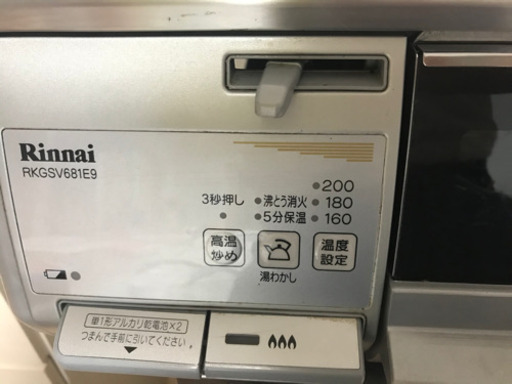 Rinnai
RKGSV681E9
3秒押し
•沸とう消火
•5分保温
•200
•180
•160
高温
炒め
湯わかし
温度
設定
単1形アルカリ乾電池×2
つまんで手前に引いてください。